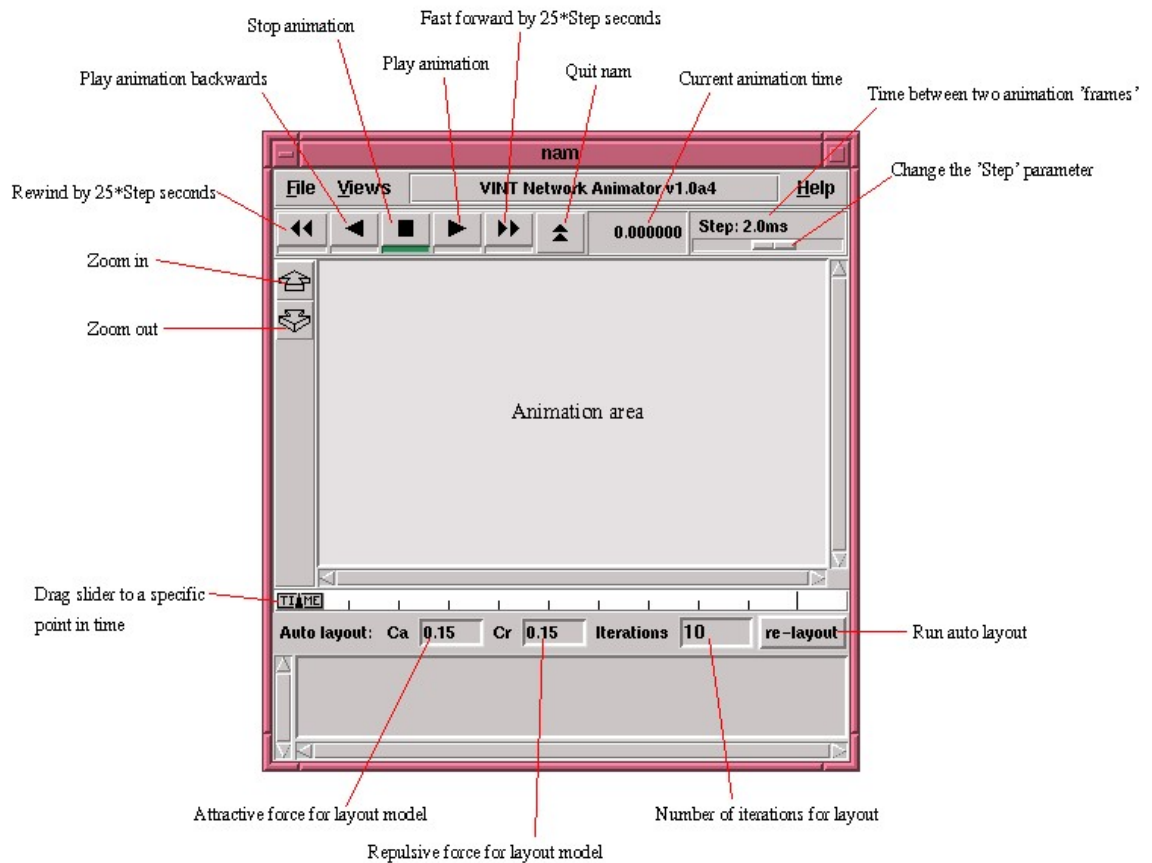 Fast forward by 25*Step seconds
Stop animation
Play animation
Quit nam
Play animation backwards
Current animation time
Time between two animation 'frames'
nam
Change the 'Step' parameter
File Views VINT Network Animator v1.0a4 Help
Rewind by 25*Step seconds
0.000000 Step: 2.0ms
Zoom in
Zoom out
Animation area
Drag slider to a specific
point in time
TIME
Auto layout: Ca 0.15 Cr 0.15 Iterations 10 re-layout
Run auto layout
Attractive force for layout model
Number of iterations for layout
Repulsive force for layout model